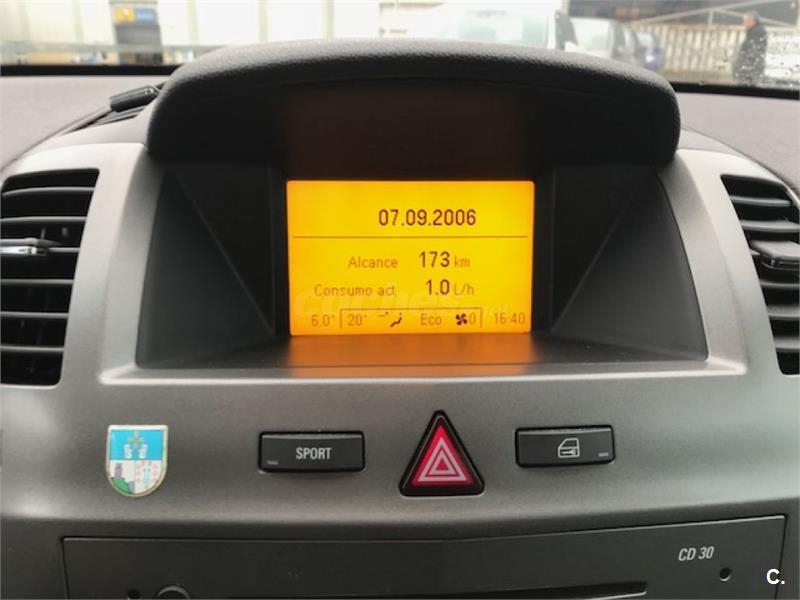 07.09.2006
Alcance 173 km
Consumo act. 1.0 L/h
6.0° 20° Eco 0 16:40
SPORT
CD 30
C.